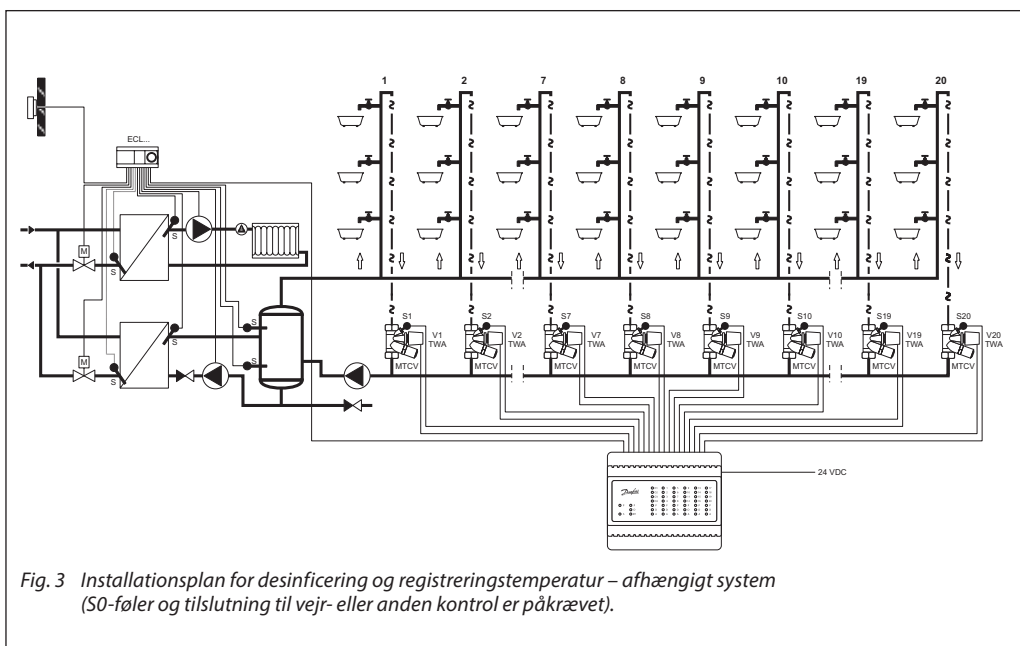 1 2 7 8 9 10 19 20
ECL...
M
S
S
M
S
S
S
S
S1 S2 S7 S8 S9 S10 S19 S20
V1 V2 V7 V8 V9 V10 V19 V20
TWA TWA TWA TWA TWA TWA TWA TWA
MTCV MTCV MTCV MTCV MTCV MTCV MTCV MTCV
24 VDC
Danfoss
Fig. 3 Installationsplan for desinficering og registreringstemperatur – afhængigt system
(S0-føler og tilslutning til vejr- eller anden kontrol er påkrævet).